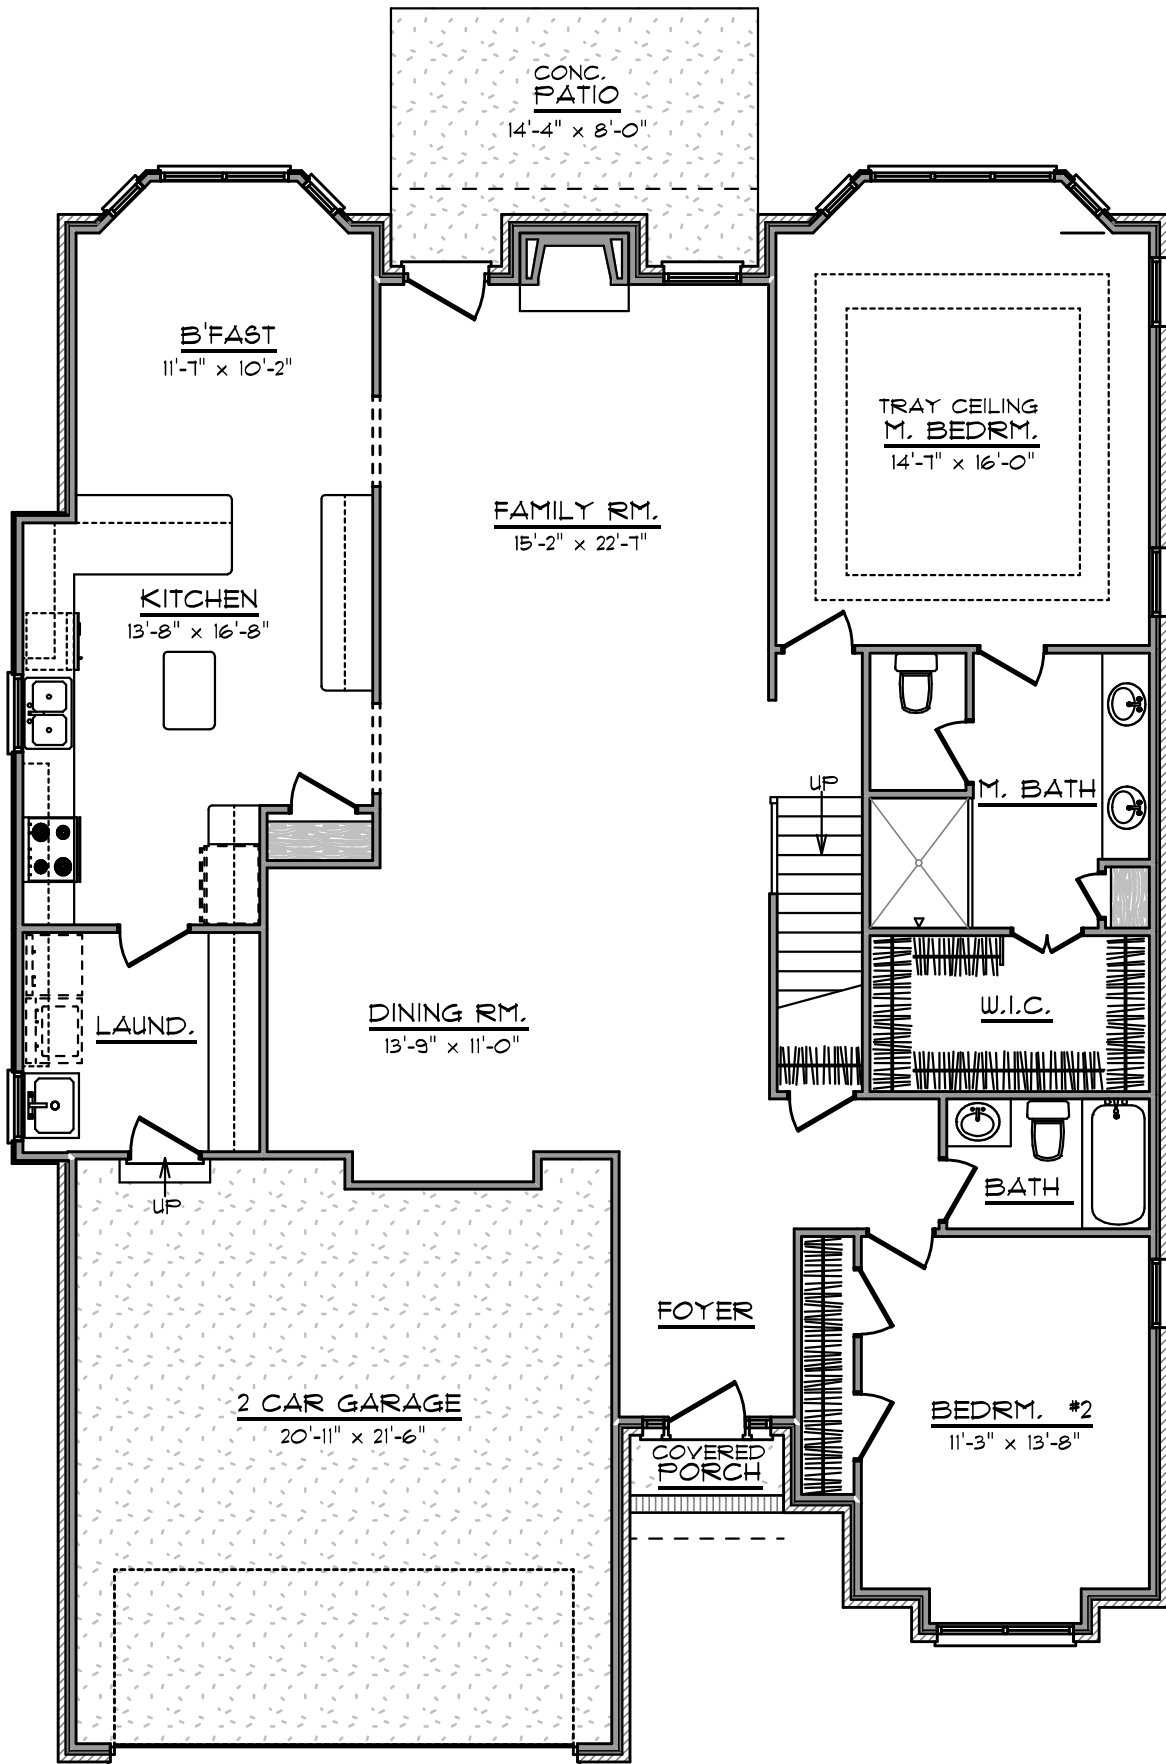 CONC.
PATIO
14'-4" x 8'-0"
B'FAST
11'-7" x 10'-2"
TRAY CEILING
M. BEDRM.
14'-7" x 16'-0"
FAMILY RM.
15'-2" x 22'-7"
KITCHEN
13'-8" x 16'-8"
UP
M. BATH
LAUND.
DINING RM.
13'-9" x 11'-0"
W.I.C.
UP
BATH
FOYER
2 CAR GARAGE
20'-11" x 21'-6"
BEDRM. #2
11'-3" x 13'-8"
COVERED
PORCH